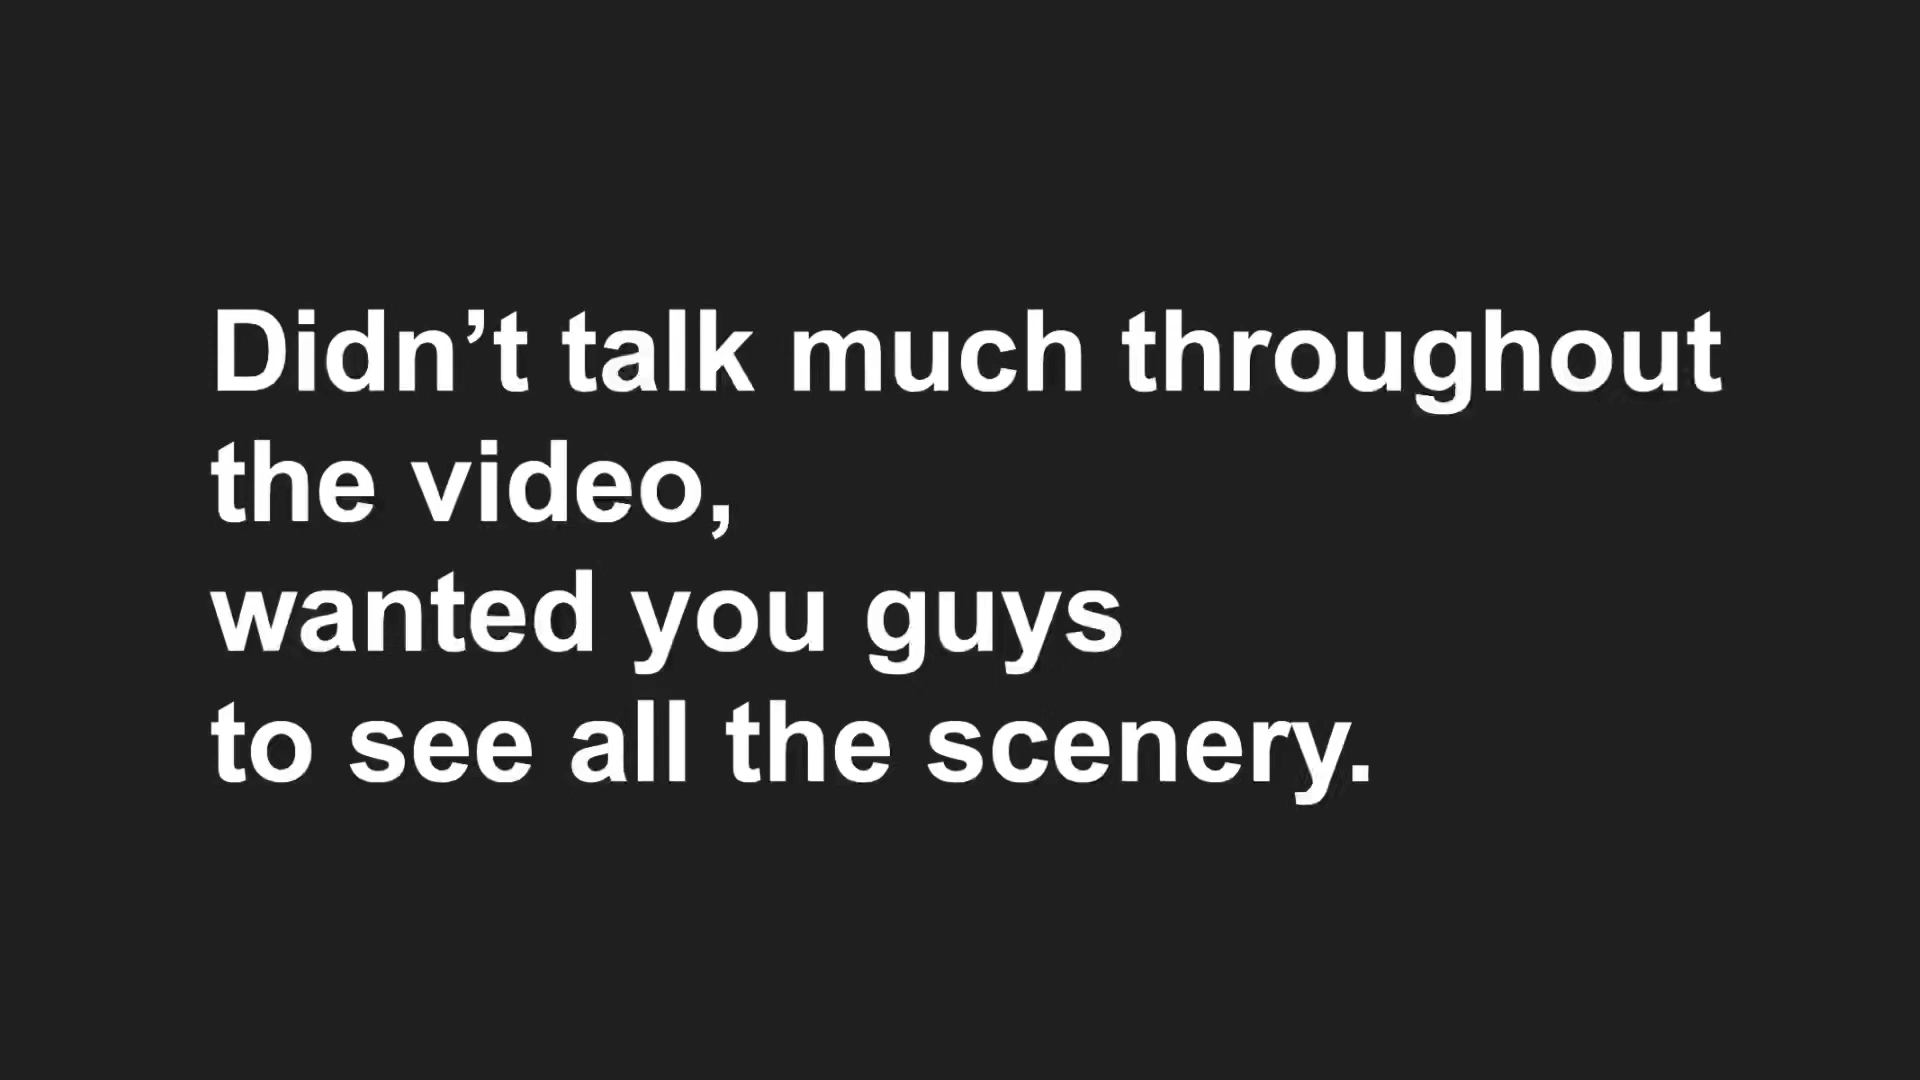 Didn’t talk much throughout
the video,
wanted you guys
to see all the scenery.